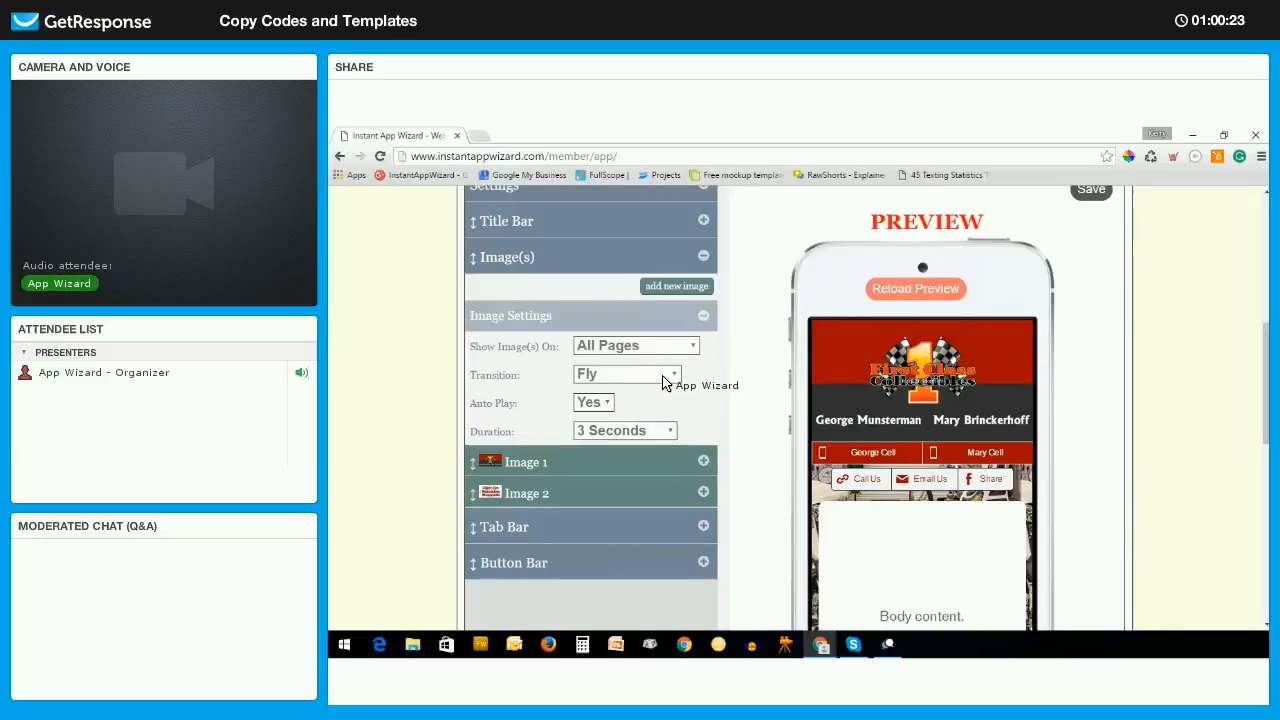 GetResponse
Copy Codes and Templates
01:00:23
CAMERA AND VOICE
Audio attendee:
App Wizard
ATTENDEE LIST
PRESENTERS
App Wizard - Organizer
MODERATED CHAT (Q&A)
SHARE
Instant App Wizard - Web
Kerry
www.instantappwizard.com/member/app/
Apps
InstantAppWizard - G
Google My Business
FullScope |
Projects
Free mockup templat
RawShorts - Explaine
45 Texting Statistics T
Settings
Title Bar
Image(s)
add new image
Image Settings
Show Image(s) On: All Pages
Transition: Fly
App Wizard
Auto Play: Yes
Duration: 3 Seconds
Image 1
Image 2
Tab Bar
Button Bar
Save
PREVIEW
Reload Preview
1
First Class
Collectibles
George Munsterman Mary Brinckerhoff
George Cell Mary Cell
Call Us Email Us Share
Body content.